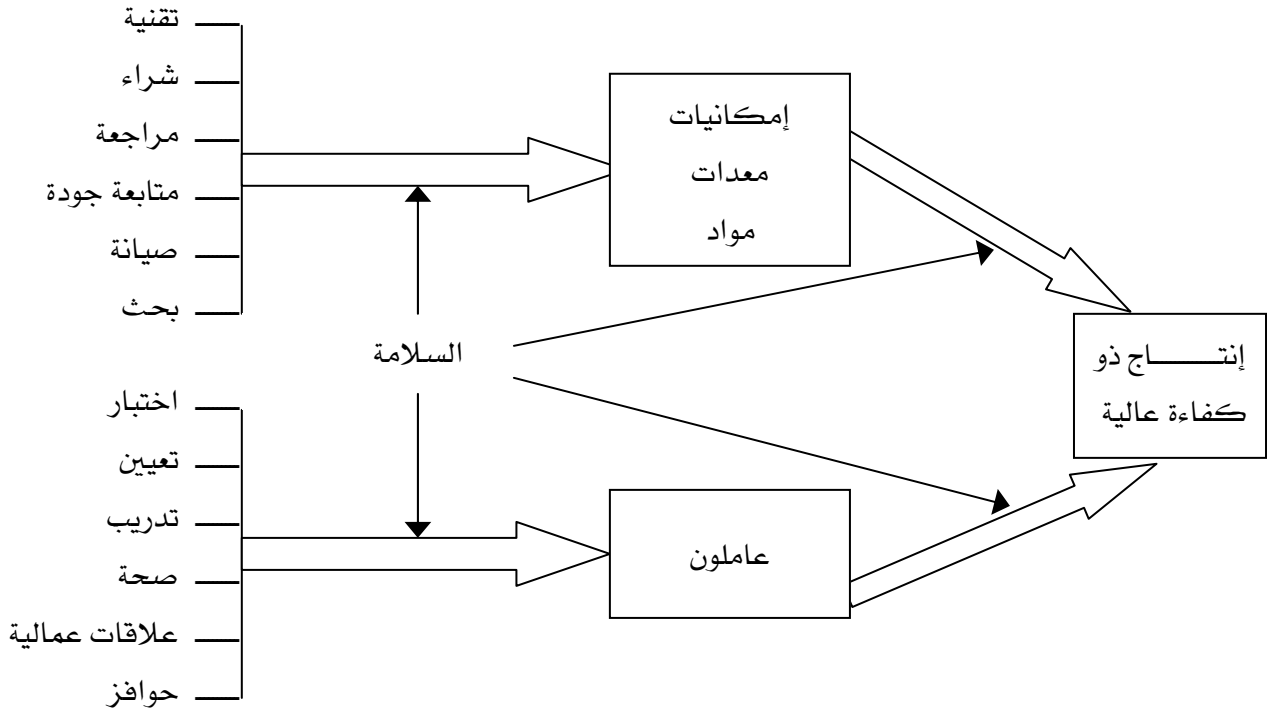 تقنية
شراء
مراجعة
متابعة جودة
صيانة
بحث
إمكانيات
معدات
مواد
السلامة
إنتــــــاج ذو
كفاءة عالية
اختبار
تعيين
تدريب
صحة
علاقات عمالية
حوافز
عاملون